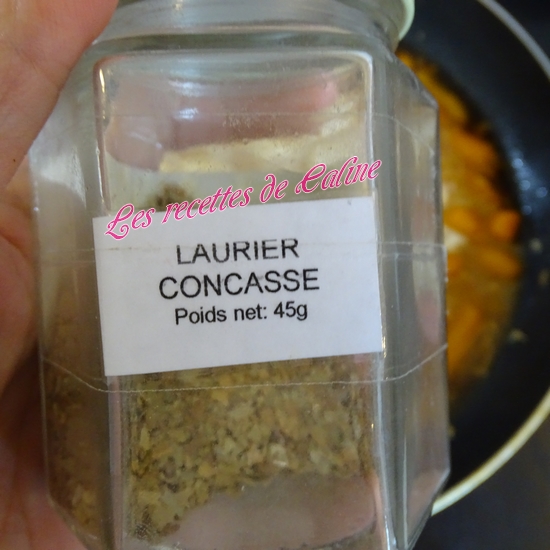 Les recettes de Caline
LAURIER
CONCASSE
Poids net: 45g